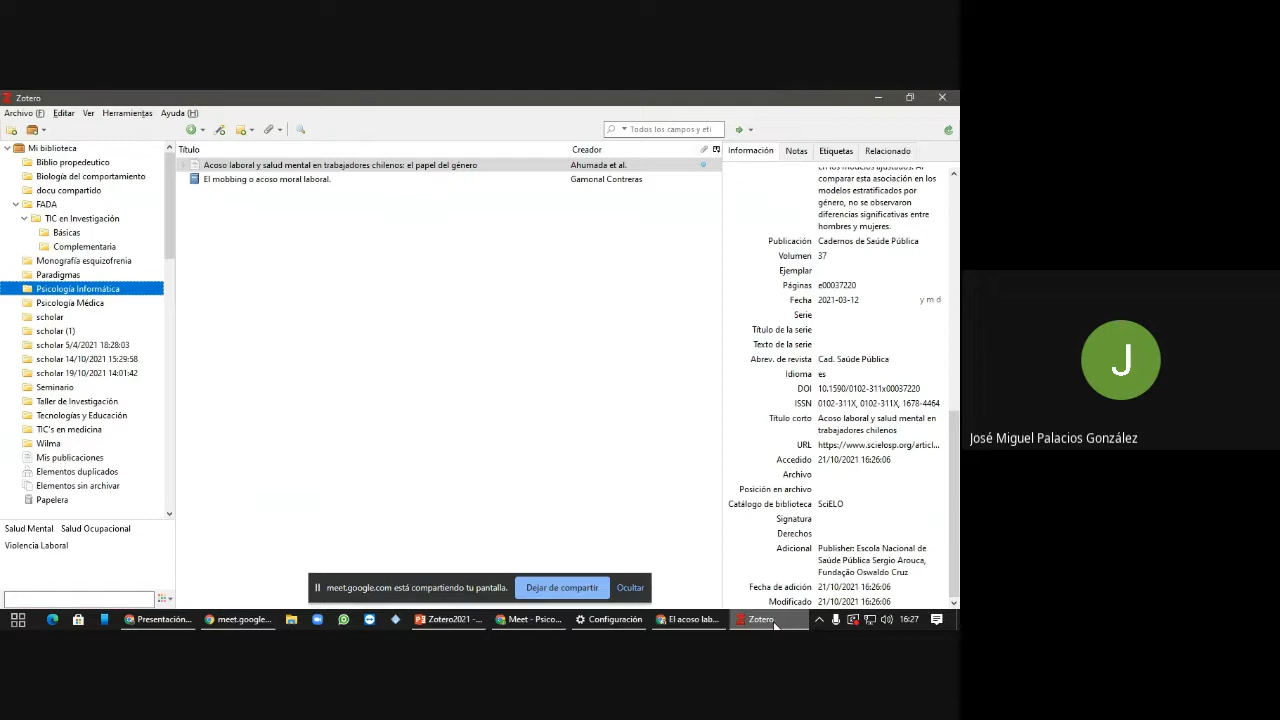 Zotero
Archivo (F) Editar Ver Herramientas Ayuda (H)
Todos los campos y eti
Mi biblioteca
Biblio propedeutico
Biología del comportamiento
docu compartido
FADA
TIC en Investigación
Básicas
Complementaria
Monografía esquizofrenia
Paradigmas
Psicología Informática
Psicología Médica
scholar
scholar (1)
scholar 5/4/2021 18:28:03
scholar 14/10/2021 15:29:58
scholar 19/10/2021 14:01:42
Seminario
Taller de Investigación
Tecnologías y Educación
TIC's en medicina
Wilma
Mis publicaciones
Elementos duplicados
Elementos sin archivar
Papelera
Salud Mental Salud Ocupacional
Violencia Laboral
Título Creador
Acoso laboral y salud mental en trabajadores chilenos: el papel del género Ahumada et al.
El mobbing o acoso moral laboral. Gamonal Contreras
Información Notas Etiquetas Relacionado
en los modelos ajustados. Al
comparar esta asociación en los
modelos estratificados por
género, no se observaron
diferencias significativas entre
hombres y mujeres.
Publicación Cadernos de Saúde Pública
Volumen 37
Ejemplar
Páginas e00037220
Fecha 2021-03-12 y m d
Serie
Título de la serie
Texto de la serie
Abrev. de revista Cad. Saúde Pública
Idioma es
DOI 10.1590/0102-311x00037220
ISSN 0102-311X, 0102-311X, 1678-4464
Título corto Acoso laboral y salud mental en
trabajadores chilenos
URL https://www.scielosp.org/articl...
Accedido 21/10/2021 16:26:06
Archivo
Posición en archivo
Catálogo de biblioteca SciELO
Signatura
Derechos
Adicional Publisher: Escola Nacional de
Saúde Pública Sergio Arouca,
Fundação Oswaldo Cruz
Fecha de adición 21/10/2021 16:26:06
Modificado 21/10/2021 16:26:06
meet.google.com está compartiendo tu pantalla. Dejar de compartir Ocultar
Presentación... meet.google... Zotero2021 -... Meet - Psico... Configuración El acoso lab... Zotero 16:27
J
José Miguel Palacios González